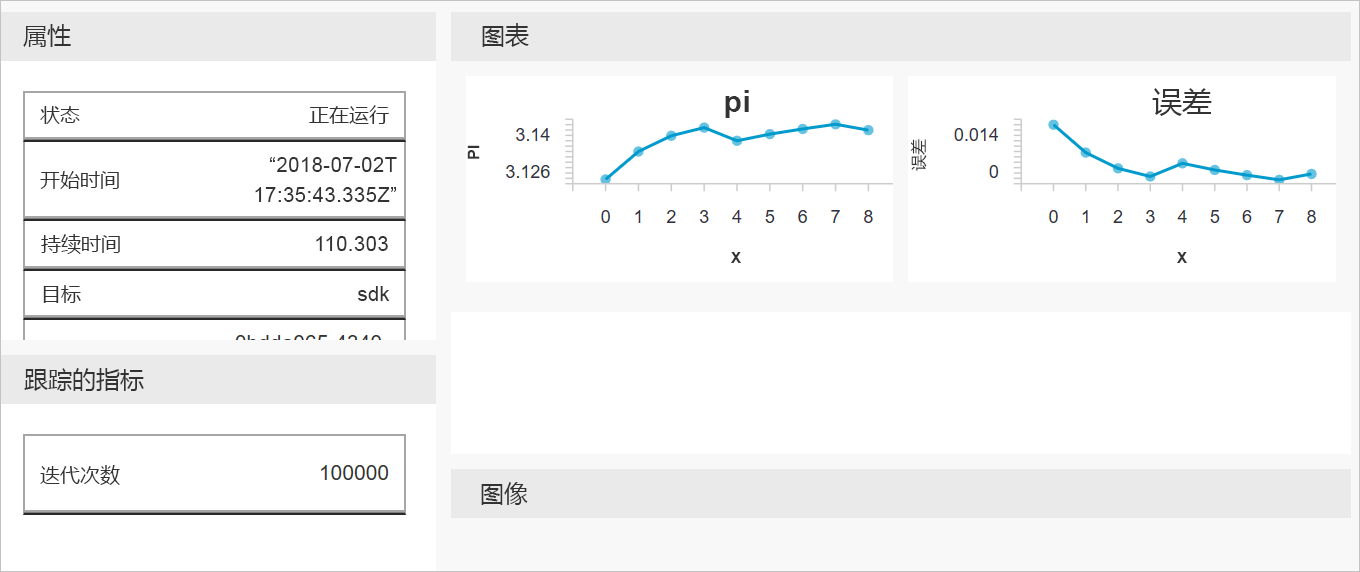 属性
状态 正在运行
开始时间 “2018-07-02T
17:35:43.335Z”
持续时间 110.303
目标 sdk
跟踪的指标
迭代次数 100000
图表
pi
PI
3.14
3.126
0 1 2 3 4 5 6 7 8
x
误差
误差
0.014
0
0 1 2 3 4 5 6 7 8
x
图像